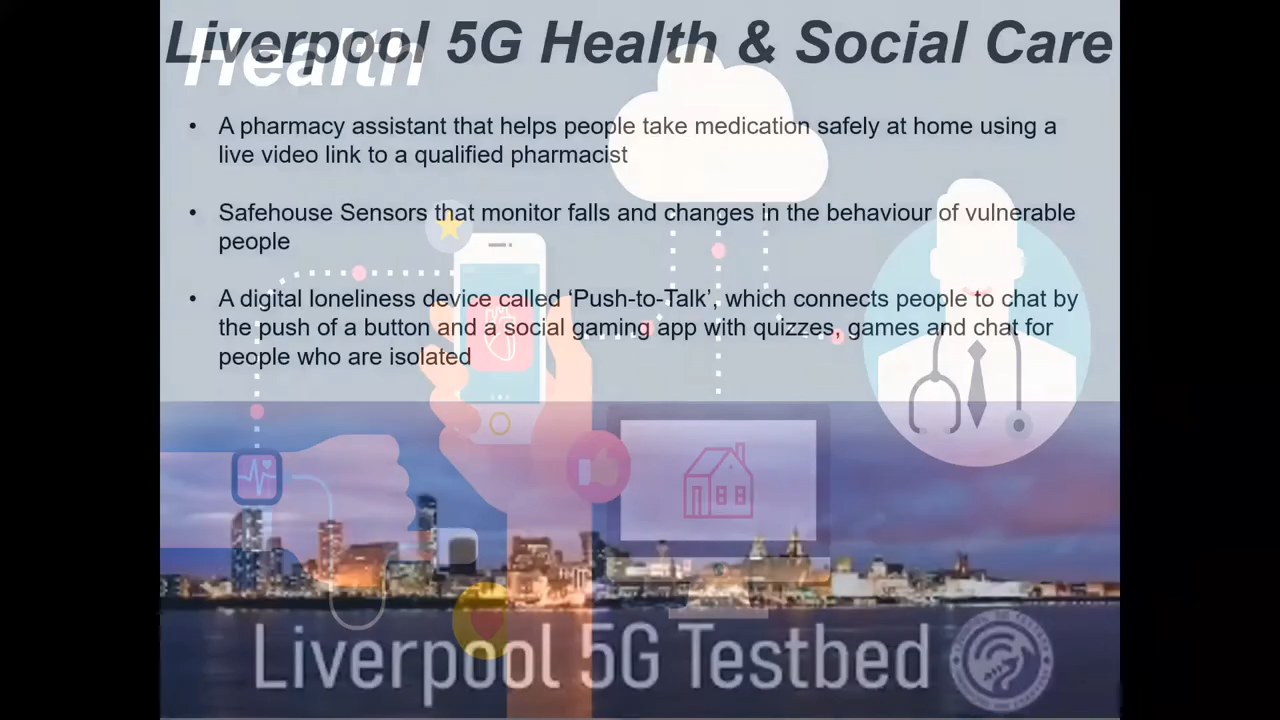 Liverpool 5G Health & Social Care
Health
• A pharmacy assistant that helps people take medication safely at home using a
live video link to a qualified pharmacist
• Safehouse Sensors that monitor falls and changes in the behaviour of vulnerable
people
• A digital loneliness device called ‘Push-to-Talk’, which connects people to chat by
the push of a button and a social gaming app with quizzes, games and chat for
people who are isolated
Liverpool 5G Testbed